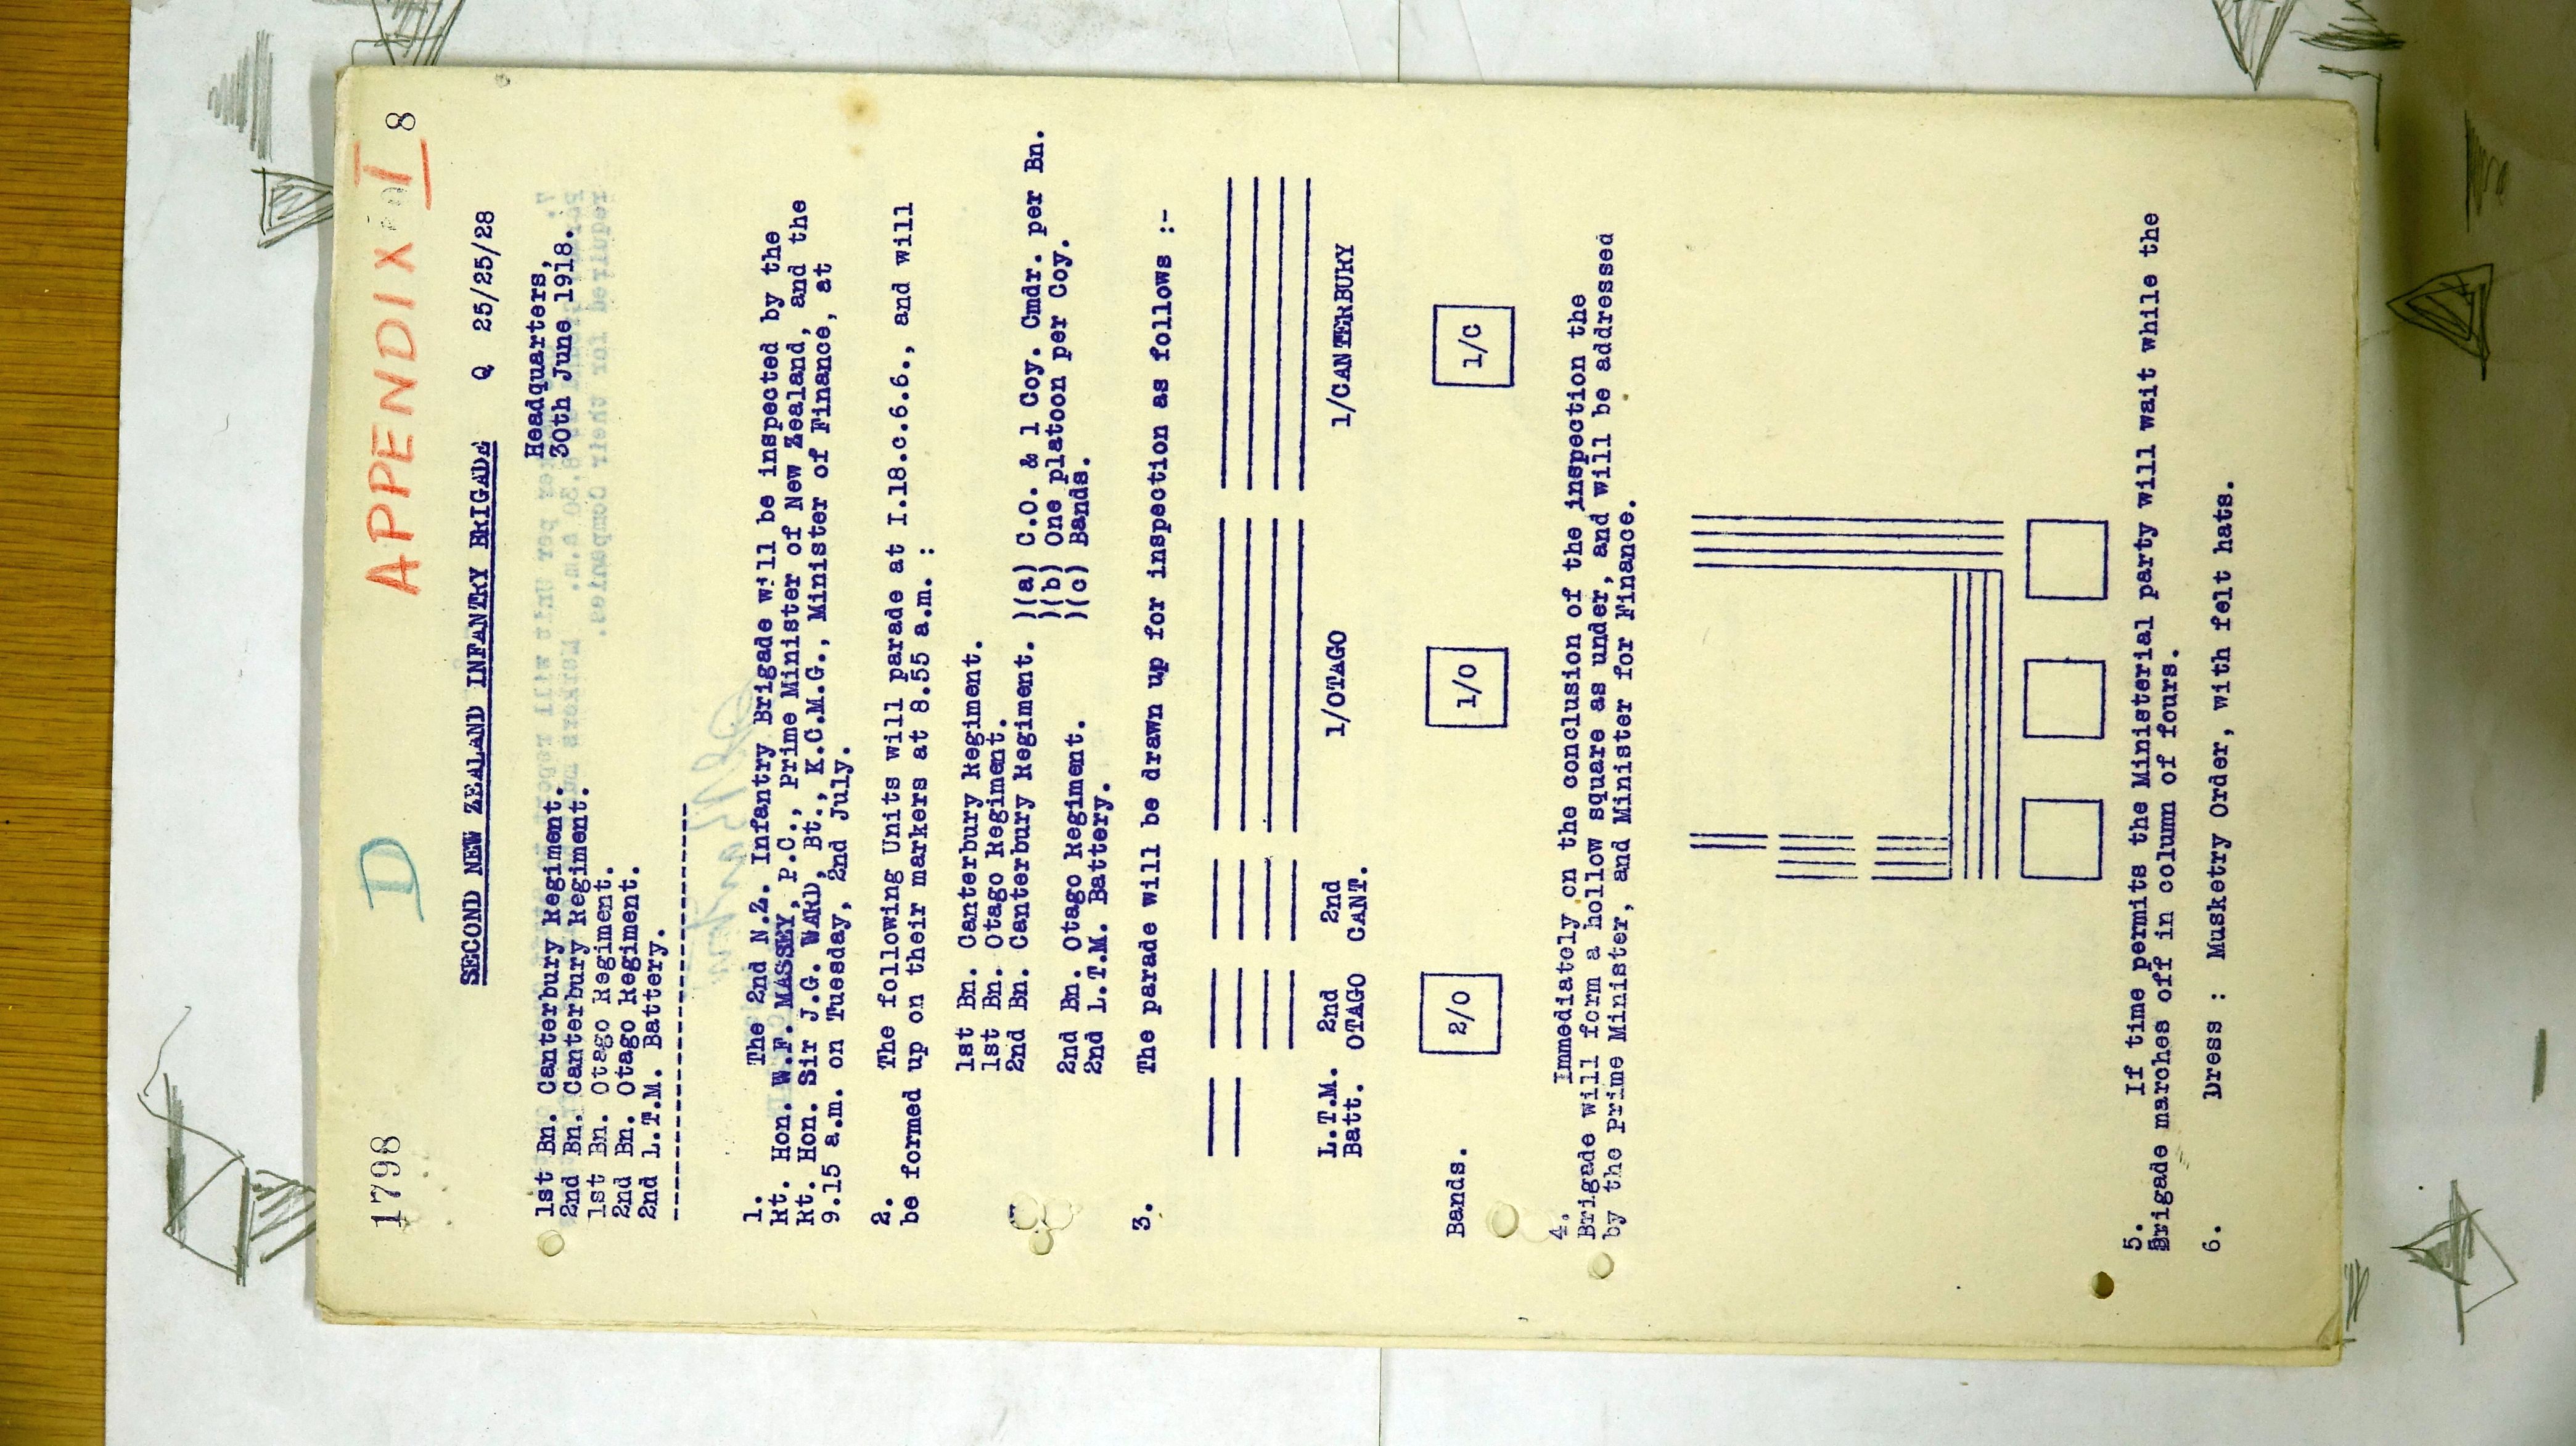 1798
D
APPENDIX I
8
SECOND NEW ZEALAND INFANTRY BRIGADE   Q 25/25/28
Headquarters,
30th June 1918.
1st Bn. Canterbury Regiment.
2nd Bn. Canterbury Regiment.
1st Bn. Otago Regiment.
2nd Bn. Otago Regiment.
2nd L.T.M. Battery.
1. The 2nd N.Z. Infantry Brigade will be inspected by the
Rt. Hon. W.F. MASSEY, P.C., Prime Minister of New Zealand, and the
Rt. Hon. Sir J.G. WARD, Bt., K.C.M.G., Minister of Finance, at
9.15 a.m. on Tuesday, 2nd July.
2. The following Units will parade at I.18.c.6.6., and will
be formed up on their markers at 8.55 a.m. :
1st Bn. Canterbury Regiment.
1st Bn. Otago Regiment.
2nd Bn. Canterbury Regiment. )(a) C.O. & 1 Coy. Cmdr. per Bn.
)(b) One platoon per Coy.
2nd Bn. Otago Regiment. )(c) Bands.
2nd L.T.M. Battery.
3. The parade will be drawn up for inspection as follows :-
L.T.M. 2nd 2nd 1/OTAGO 1/CANTERBURY
Batt. OTAGO CANT.
Bands. 2/O 1/O 1/C
4. Immediately on the conclusion of the inspection the
Brigade will form a hollow square as under, and will be addressed
by the Prime Minister, and Minister for Finance.
5. If time permits the Ministerial party will wait while the
Brigade marches off in column of fours.
6. Dress : Musketry Order, with felt hats.